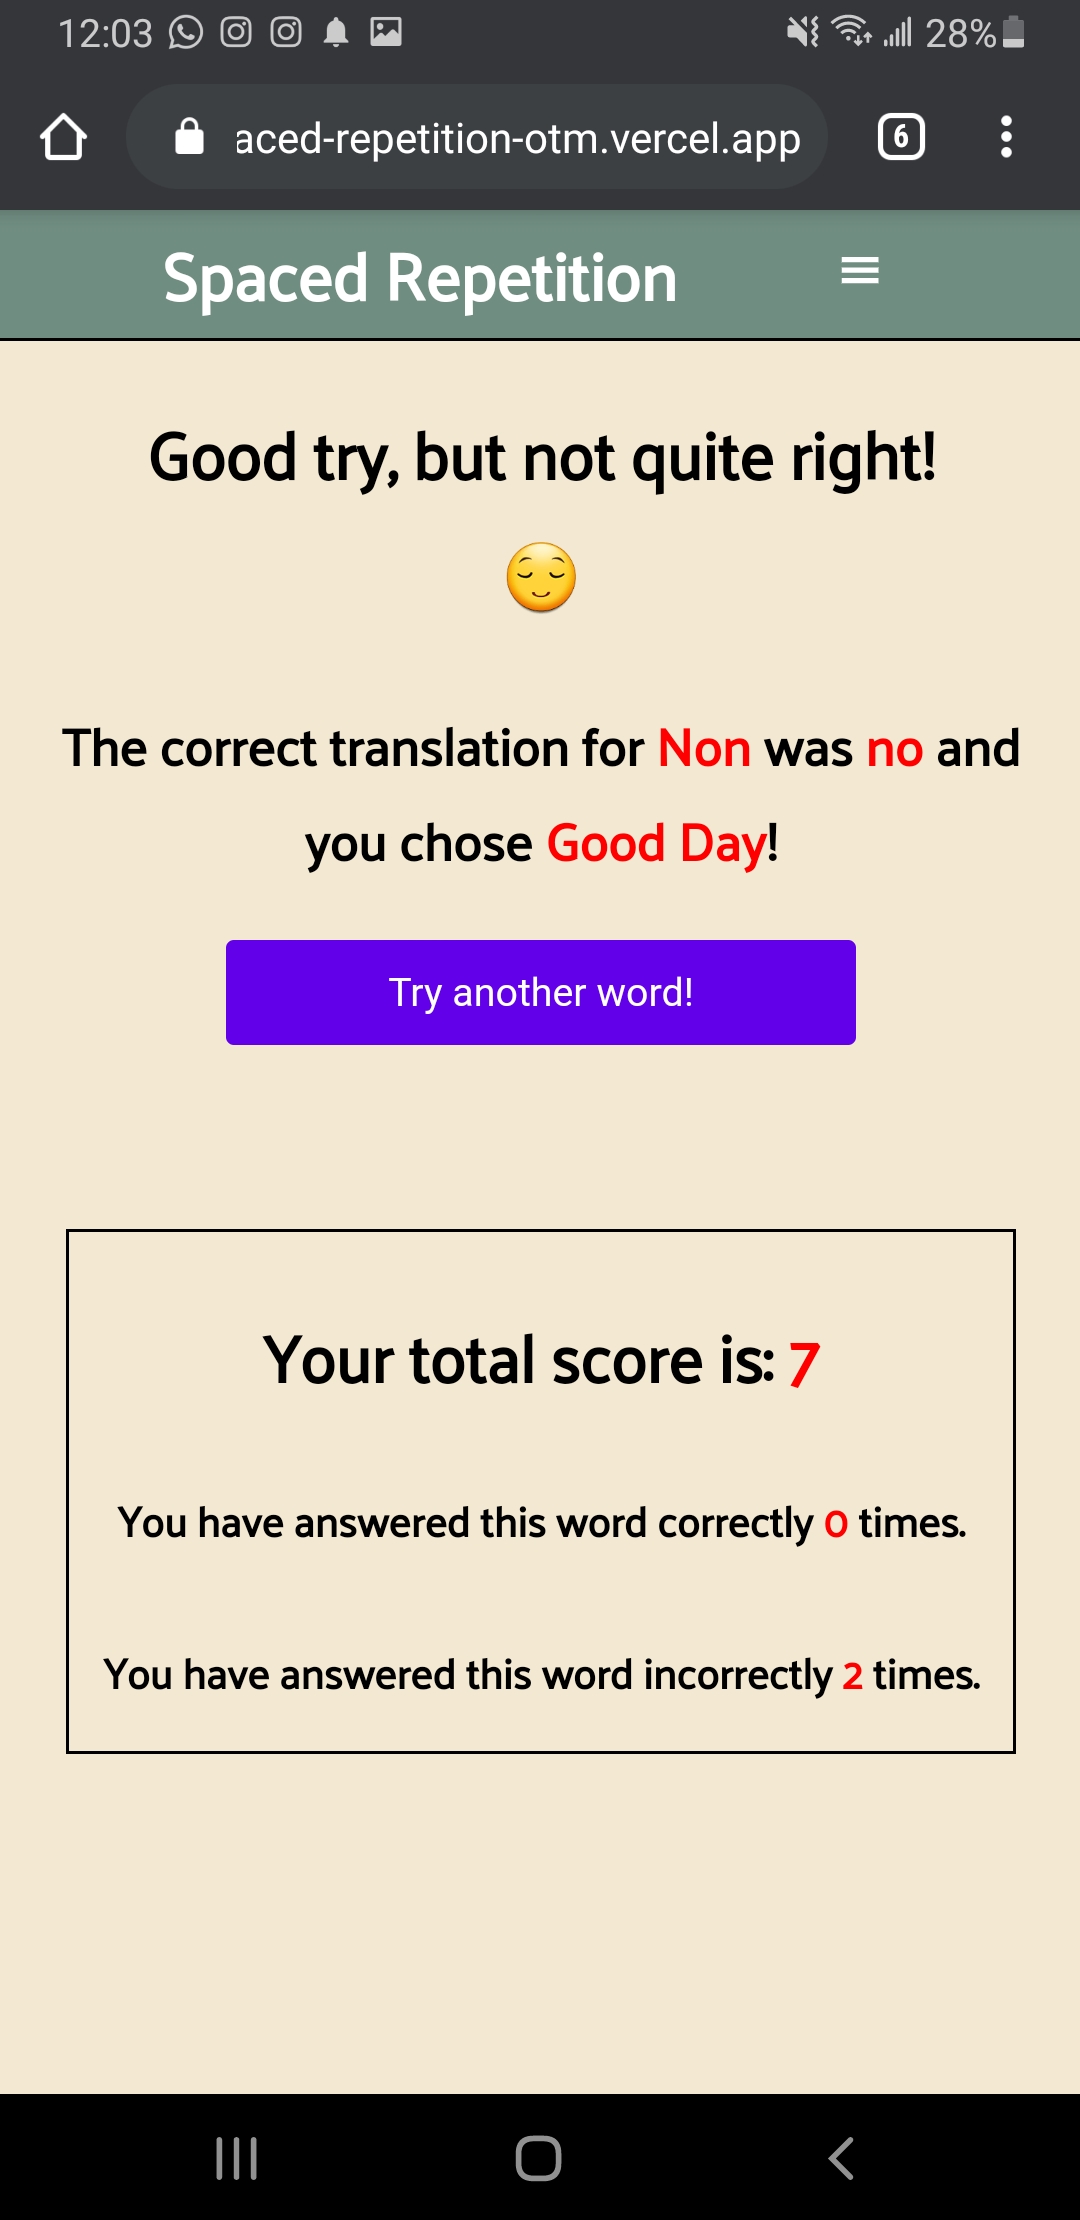 12:03 28%
aced-repetition-otm.vercel.app 6
Spaced Repetition
Good try, but not quite right!
The correct translation for Non was no and
you chose Good Day!
Try another word!
Your total score is: 7
You have answered this word correctly 0 times.
You have answered this word incorrectly 2 times.